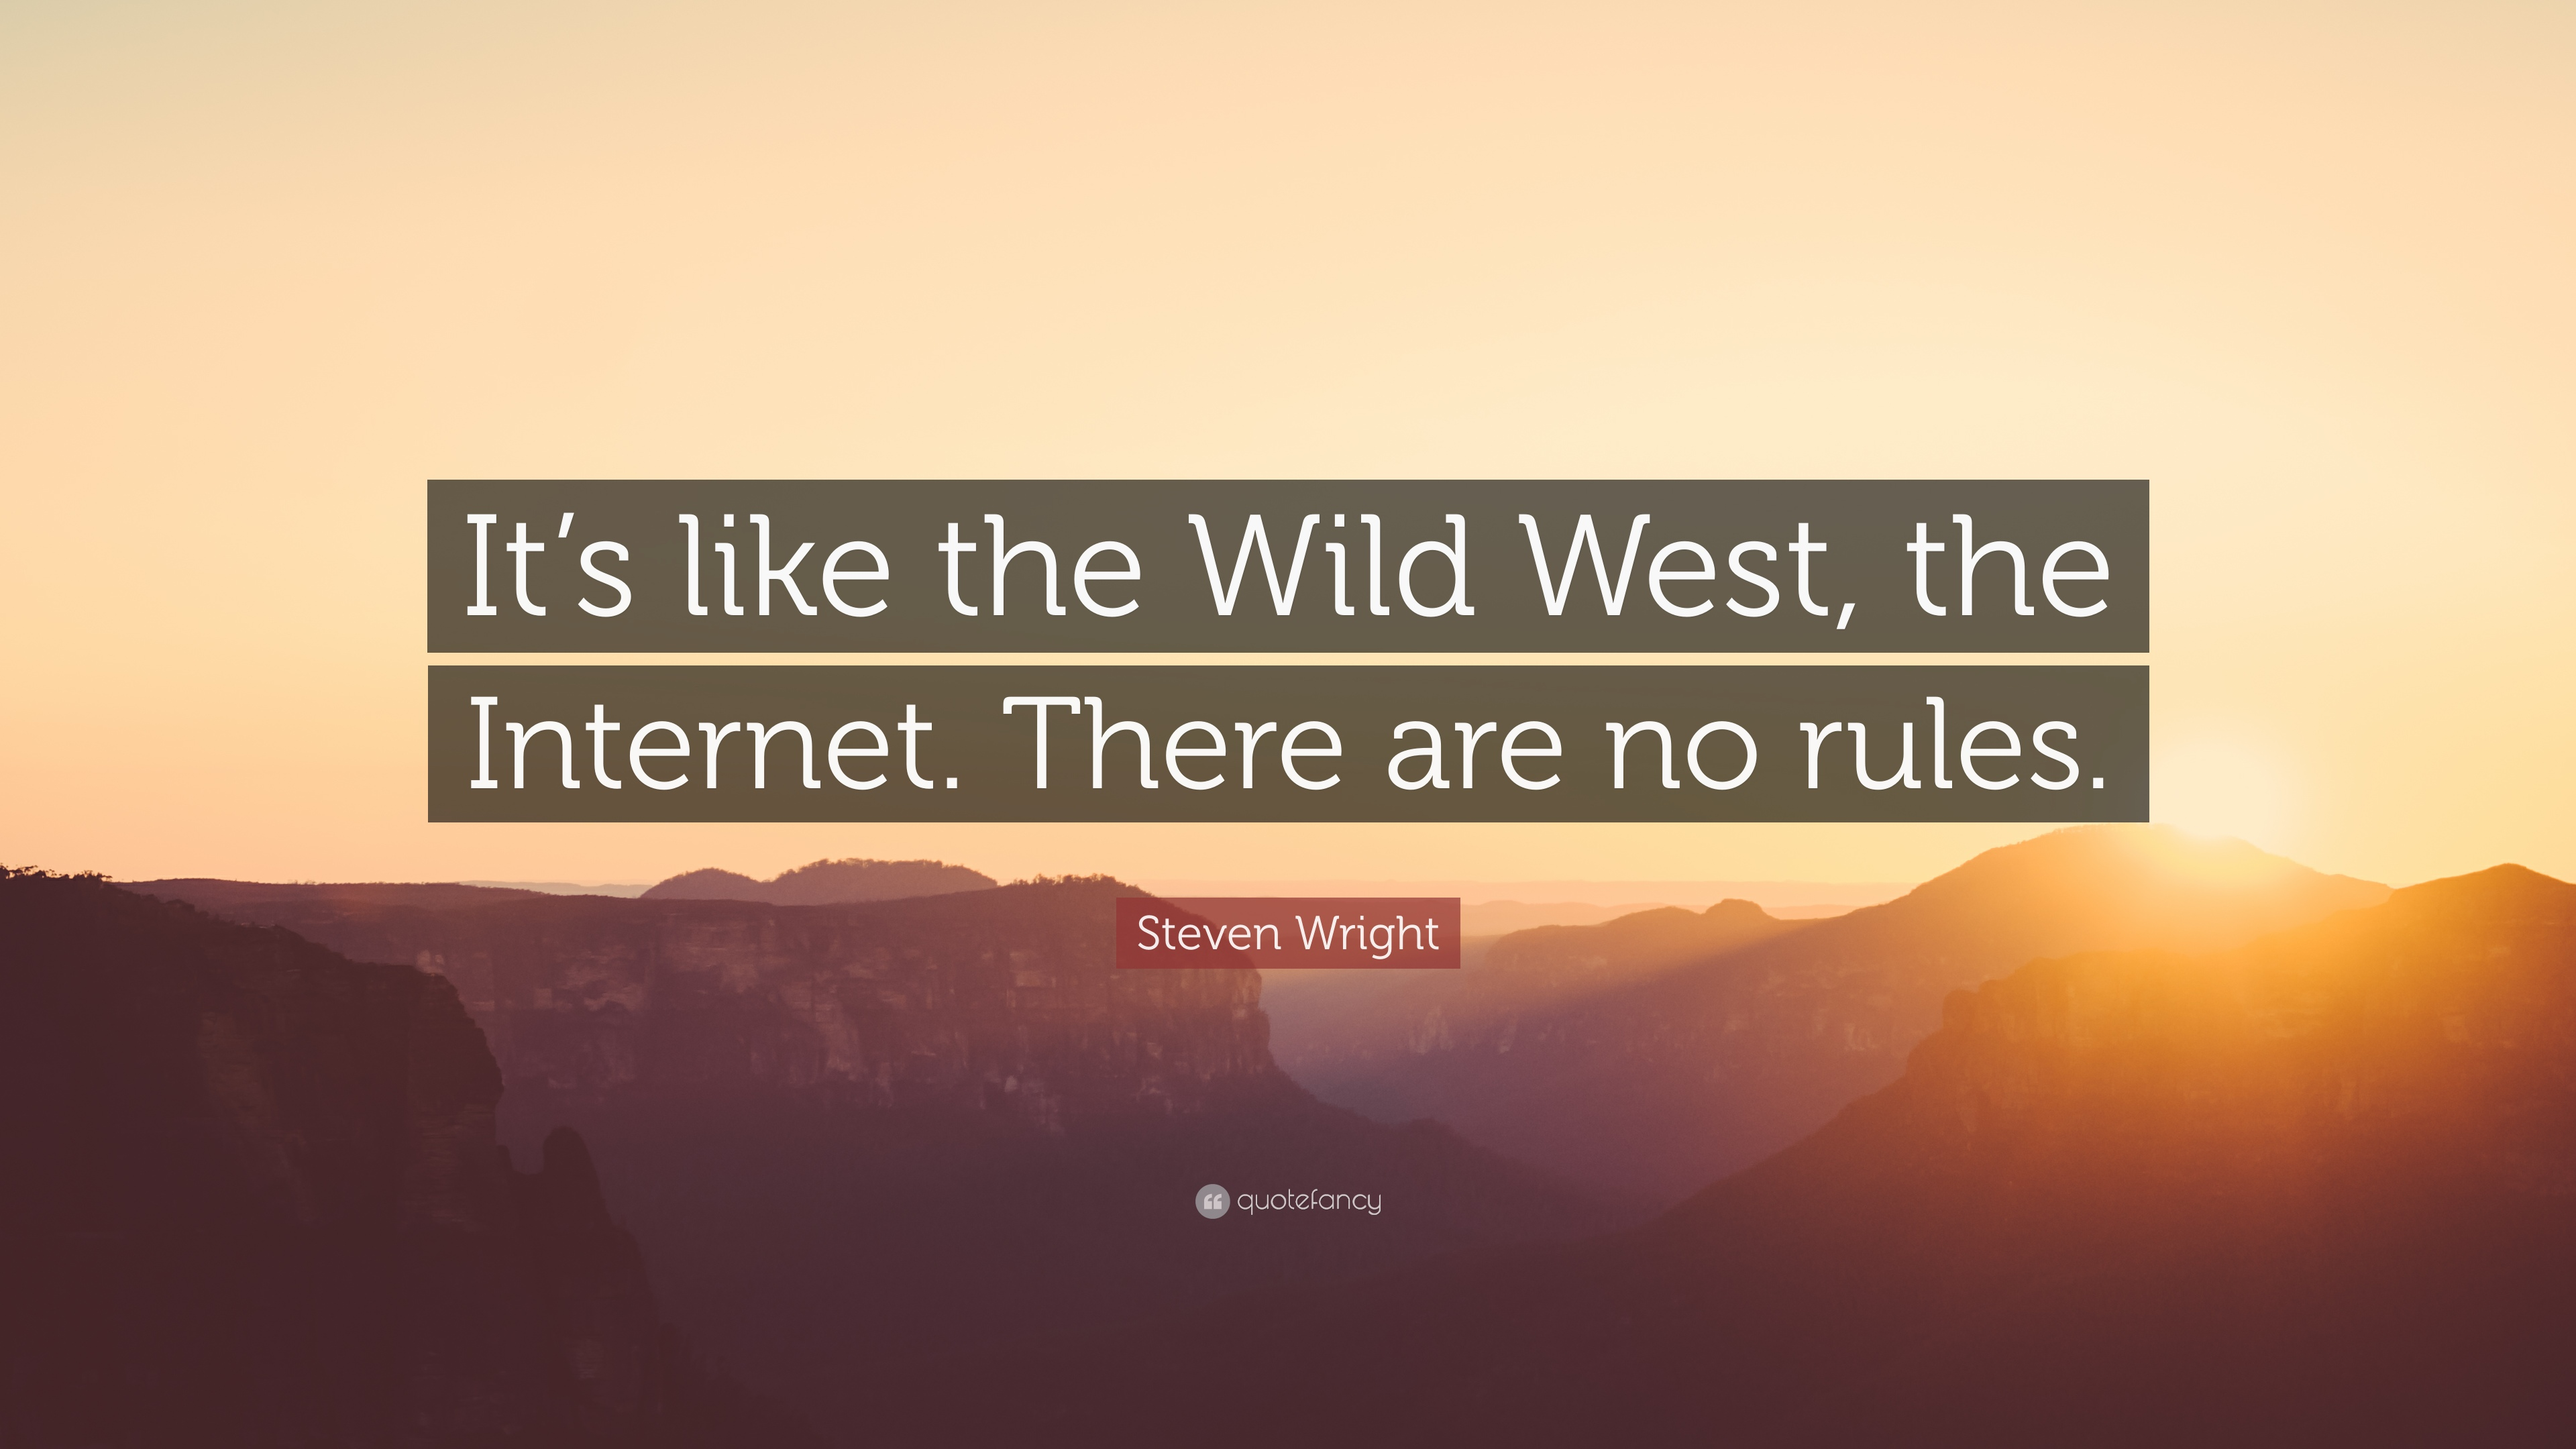 It’s like the Wild West, the
Internet. There are no rules.
Steven Wright
quotefancy